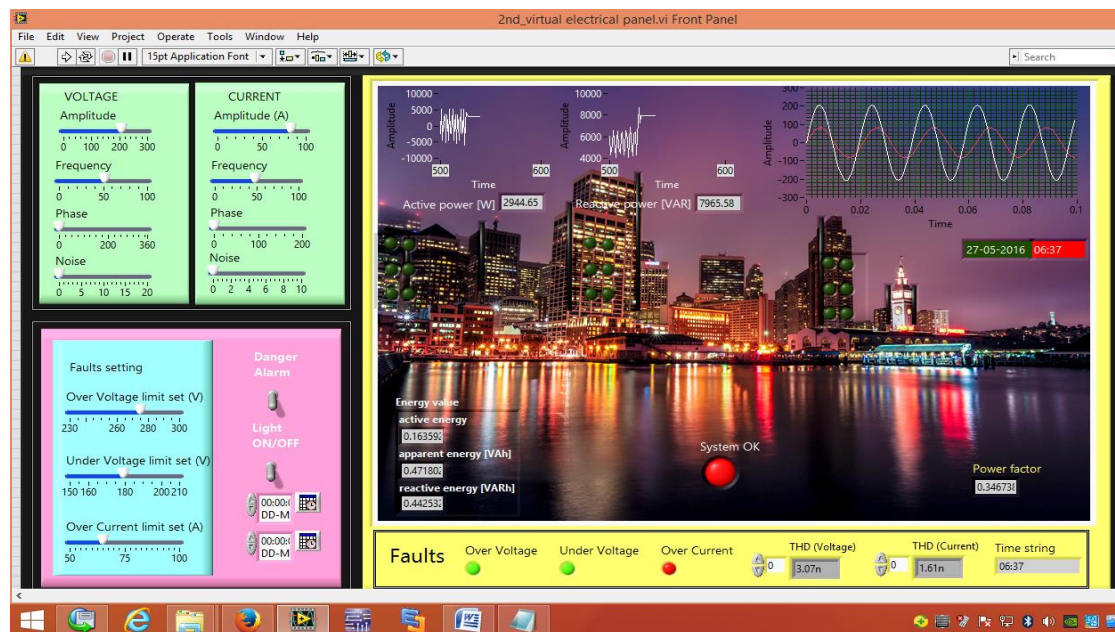 2nd_virtual electrical panel.vi Front Panel
File Edit View Project Operate Tools Window Help
15pt Application Font
Search
VOLTAGE
Amplitude
0 100 200 300
Frequency
0 50 100
Phase
0 200 360
Noise
0 5 10 15 20
CURRENT
Amplitude (A)
0 50 100
Frequency
0 50 100
Phase
0 100 200
Noise
0 2 4 6 8 10
Faults setting
Over Voltage limit set (V)
230 260 280 300
Under Voltage limit set (V)
150 160 180 200 210
Over Current limit set (A)
50 75 100
Danger
Alarm
Light
ON/OFF
00:00:
DD-M
00:00:
DD-M
Amplitude
10000
5000
0
-5000
-10000
500 600
Time
Active power [W] 2944.65
Amplitude
10000
8000
6000
4000
500 600
Time
Reactive power [VAR] 7965.58
Amplitude
300
200
100
0
-100
-200
-300
0 0.02 0.04 0.06 0.08 0.1
Time
27-05-2016 06:37
Energy value
active energy
0.163592
apparent energy [VAh]
0.471802
reactive energy [VARh]
0.442532
System OK
Power factor
0.346738
Faults
Over Voltage
Under Voltage
Over Current
THD (Voltage)
0 3.07n
THD (Current)
0 1.61n
Time string
06:37